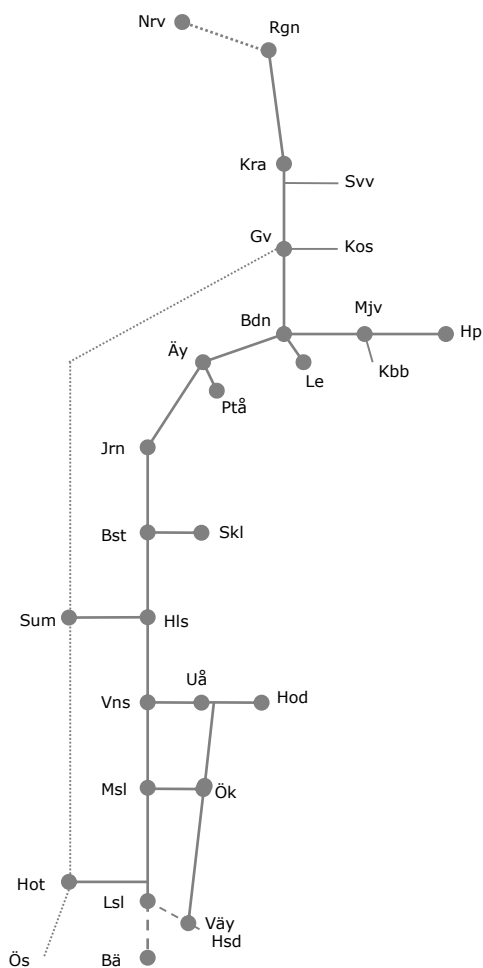 Nrv
Rgn
Kra
Svv
Gv
Kos
Mjv
Bdn
Hp
Äy
Kbb
Le
Ptå
Jrn
Bst
Skl
Sum
Hls
Uå
Vns
Hod
Msl
Ök
Hot
Lsl
Väy
Hsd
Ös
Bä